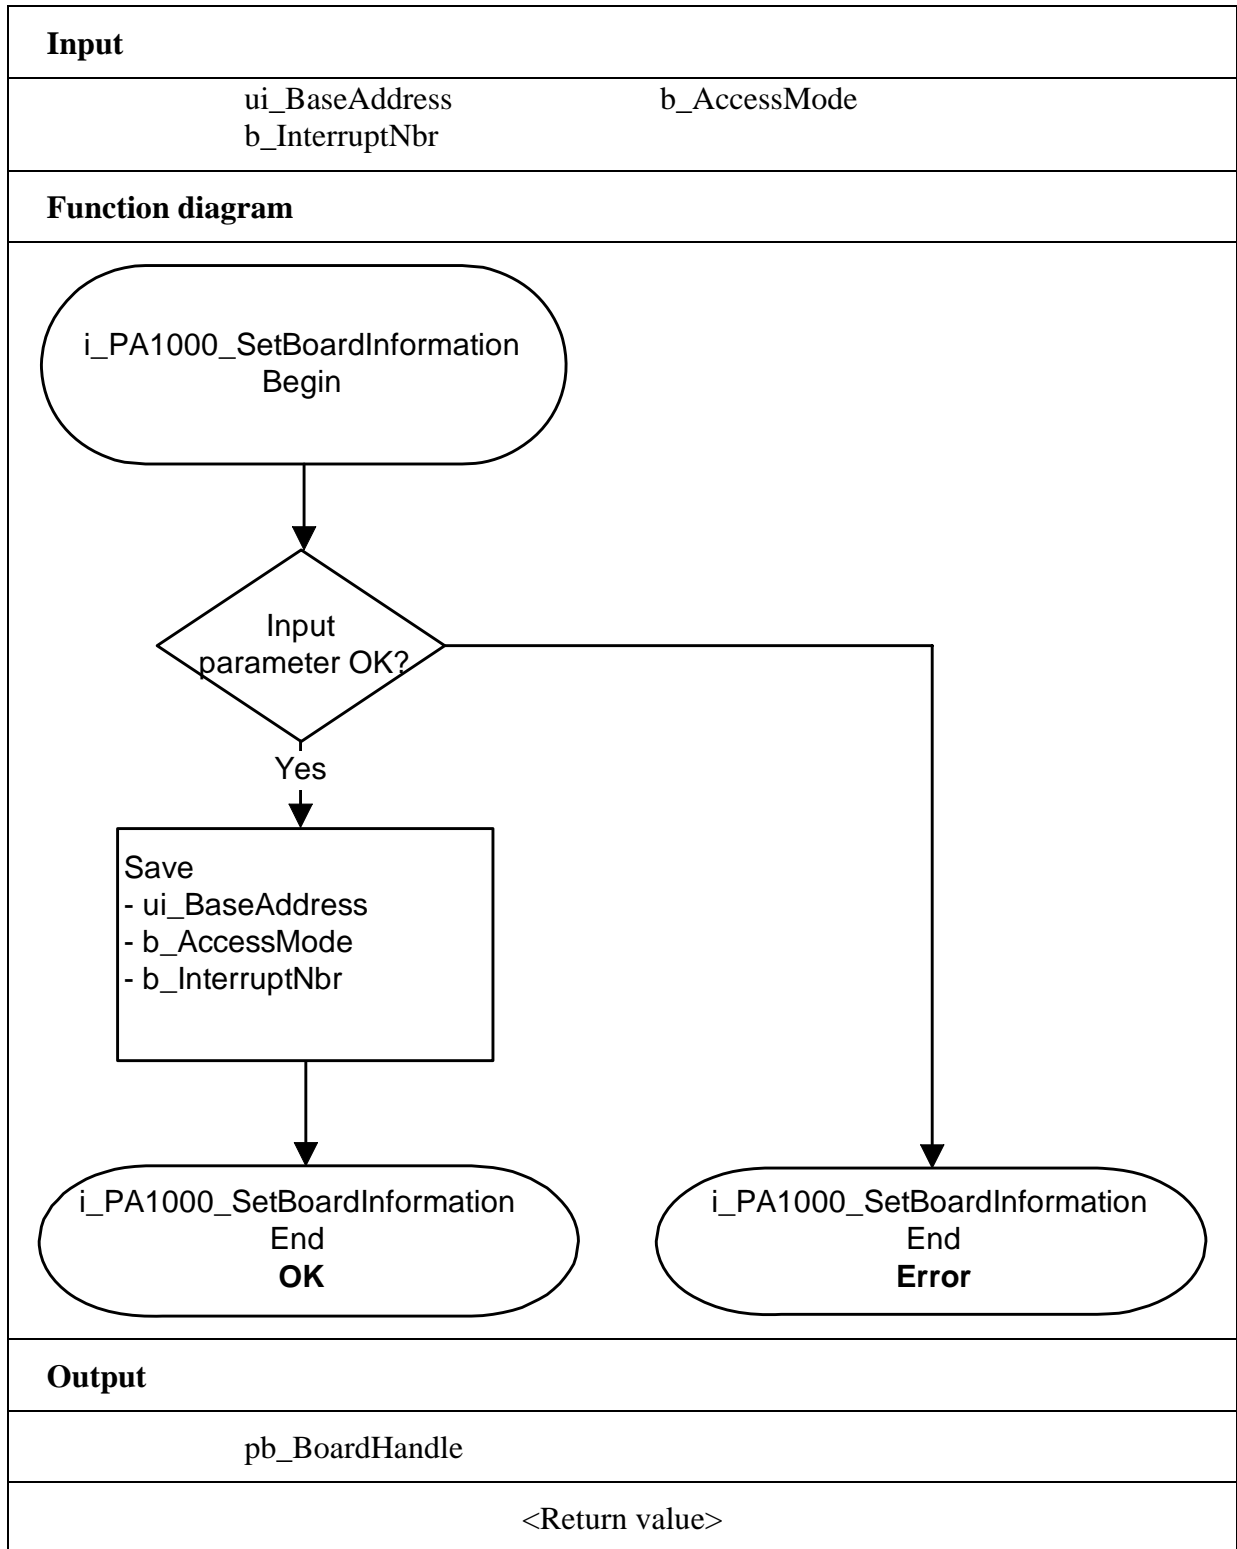 Input
ui_BaseAddress b_AccessMode
b_InterruptNbr
Function diagram
i_PA1000_SetBoardInformation
Begin
Input
parameter OK?
Yes
Save
- ui_BaseAddress
- b_AccessMode
- b_InterruptNbr
i_PA1000_SetBoardInformation
End
OK
i_PA1000_SetBoardInformation
End
Error
Output
pb_BoardHandle
<Return value>